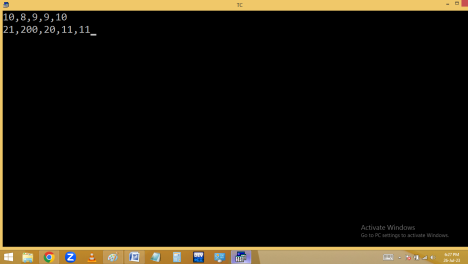 TC
10,8,9,9,10
21,200,20,11,11_
Activate Windows
Go to PC settings to activate Windows.